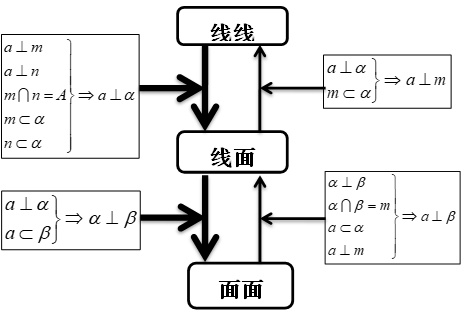 线线
a⊥m
a⊥n
m∩n=A
m⊂α
n⊂α
⇒a⊥α
a⊥α
m⊂α
⇒a⊥m
线面
a⊥α
a⊂β
⇒α⊥β
α⊥β
α∩β=m
a⊂α
a⊥m
⇒a⊥β
面面